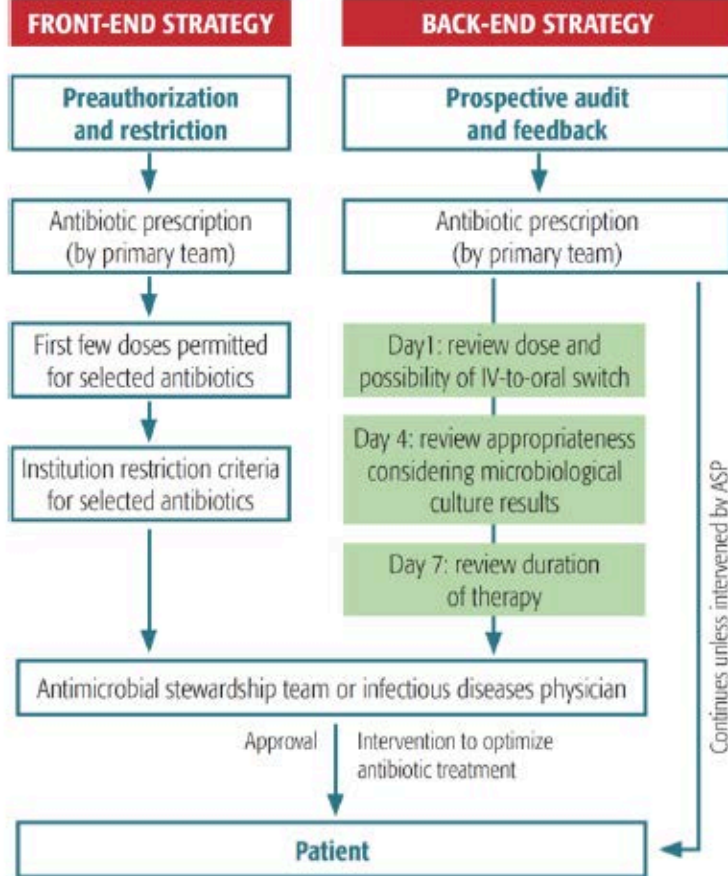 FRONT-END STRATEGY
Preauthorization
and restriction
Antibiotic prescription
(by primary team)
First few doses permitted
for selected antibiotics
Institution restriction criteria
for selected antibiotics
BACK-END STRATEGY
Prospective audit
and feedback
Antibiotic prescription
(by primary team)
Day1: review dose and
possibility of IV-to-oral switch
Day 4: review appropriateness
considering microbiological
culture results
Day 7: review duration
of therapy
Continues unless intervened by ASP
Antimicrobial stewardship team or infectious diseases physician
Approval
Intervention to optimize
antibiotic treatment
Patient